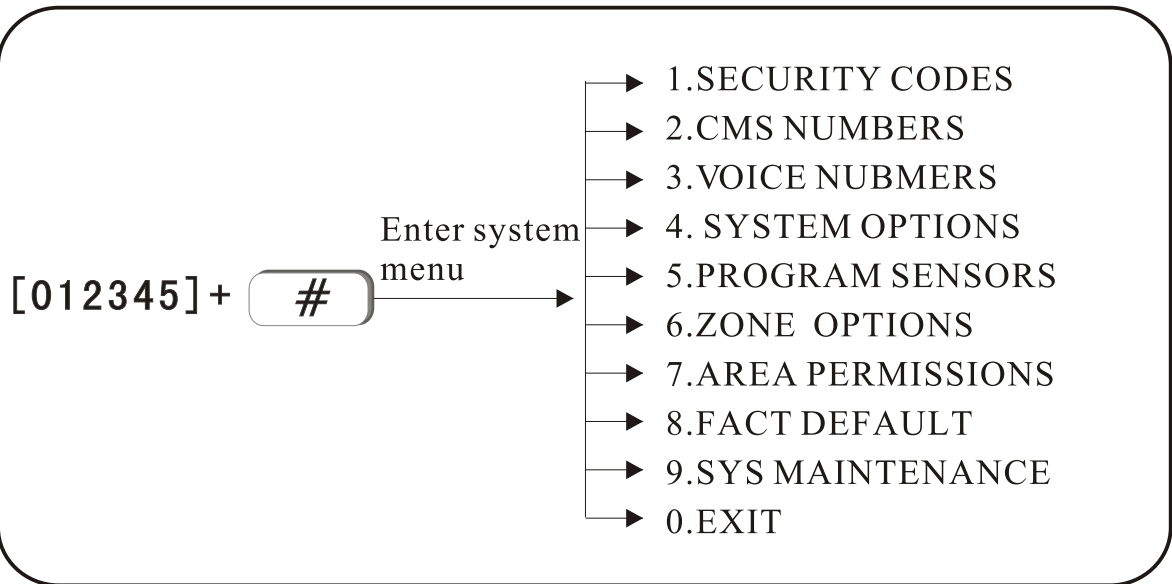 [012345]+ #
Enter system
menu
1.SECURITY CODES
2.CMS NUMBERS
3.VOICE NUBMERS
4. SYSTEM OPTIONS
5.PROGRAM SENSORS
6.ZONE OPTIONS
7.AREA PERMISSIONS
8.FACT DEFAULT
9.SYS MAINTENANCE
0.EXIT